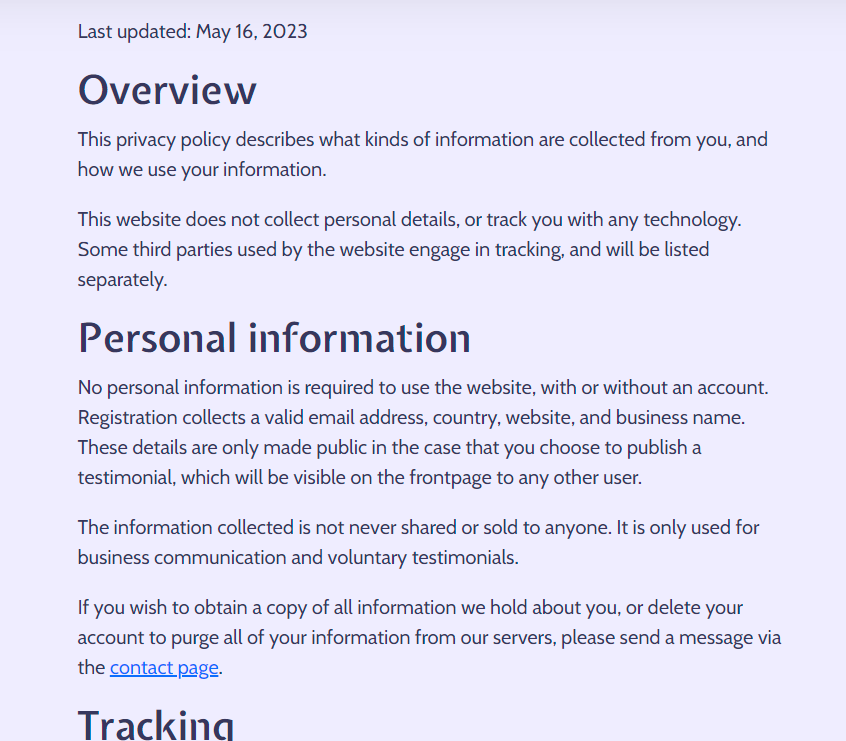 Last updated: May 16, 2023
Overview
This privacy policy describes what kinds of information are collected from you, and
how we use your information.
This website does not collect personal details, or track you with any technology.
Some third parties used by the website engage in tracking, and will be listed
separately.
Personal information
No personal information is required to use the website, with or without an account.
Registration collects a valid email address, country, website, and business name.
These details are only made public in the case that you choose to publish a
testimonial, which will be visible on the frontpage to any other user.
The information collected is not never shared or sold to anyone. It is only used for
business communication and voluntary testimonials.
If you wish to obtain a copy of all information we hold about you, or delete your
account to purge all of your information from our servers, please send a message via
the contact page.
Tracking